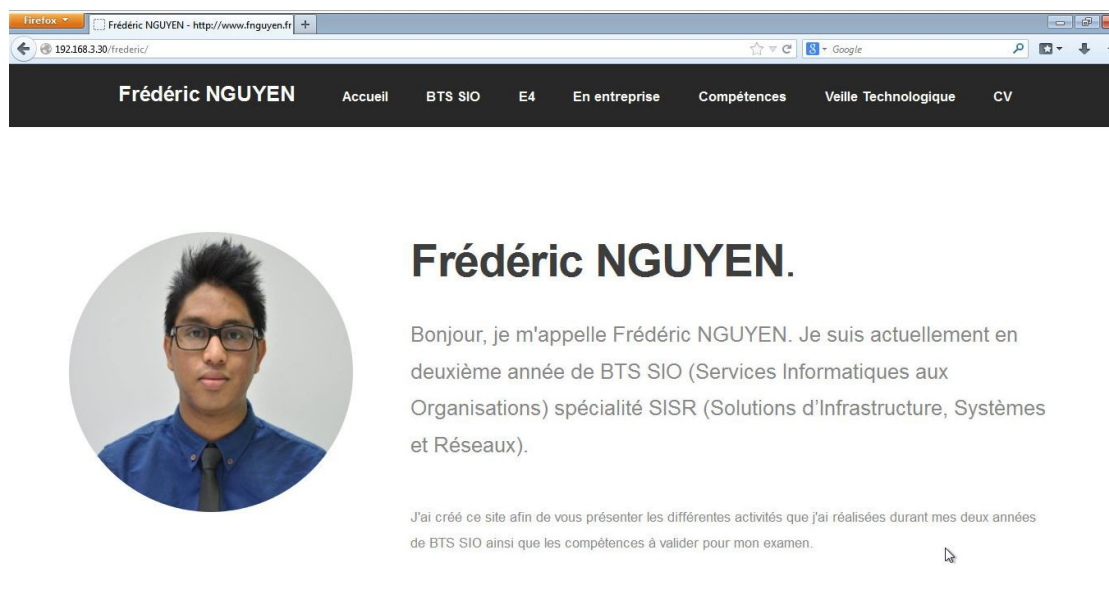 Firefox
Frédéric NGUYEN - http://www.fnguyen.fr
192.168.3.30/frederic/
Google
Frédéric NGUYEN Accueil BTS SIO E4 En entreprise Compétences Veille Technologique CV
Frédéric NGUYEN.
Bonjour, je m'appelle Frédéric NGUYEN. Je suis actuellement en
deuxième année de BTS SIO (Services Informatiques aux
Organisations) spécialité SISR (Solutions d'Infrastructure, Systèmes
et Réseaux).
J'ai créé ce site afin de vous présenter les différentes activités que j'ai réalisées durant mes deux années
de BTS SIO ainsi que les compétences à valider pour mon examen.